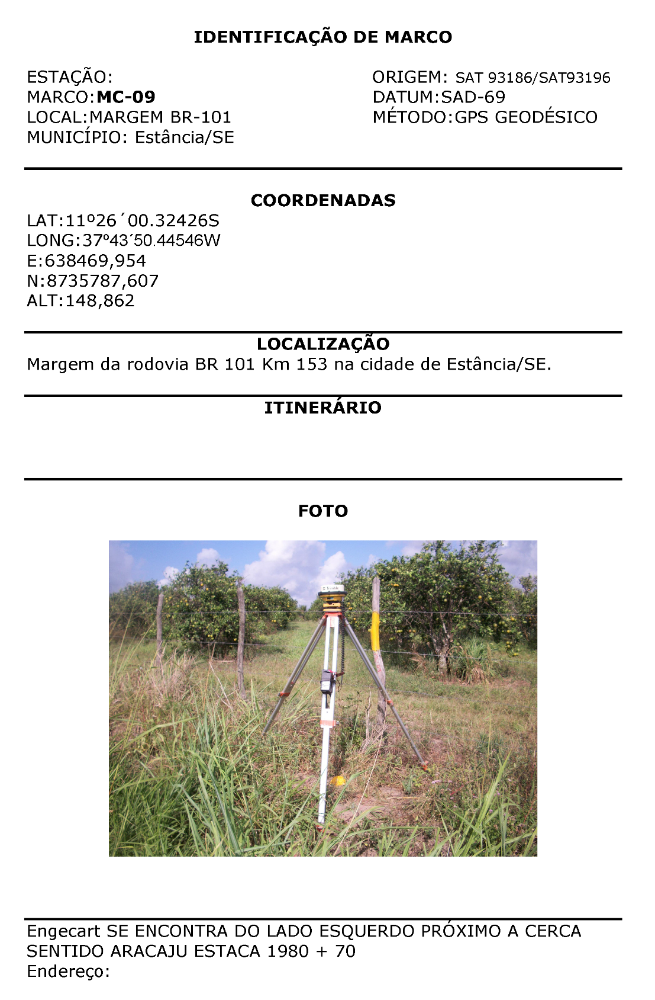 IDENTIFICAÇÃO DE MARCO
ESTAÇÃO:
ORIGEM: SAT 93186/SAT93196
MARCO:MC-09
DATUM:SAD-69
LOCAL:MARGEM BR-101
MÉTODO:GPS GEODÉSICO
MUNICÍPIO: Estância/SE
COORDENADAS
LAT:11º26´00.32426S
LONG:37º43´50.44546W
E:638469,954
N:8735787,607
ALT:148,862
LOCALIZAÇÃO
Margem da rodovia BR 101 Km 153 na cidade de Estância/SE.
ITINERÁRIO
FOTO
Trimble
Engecart SE ENCONTRA DO LADO ESQUERDO PRÓXIMO A CERCA
SENTIDO ARACAJU ESTACA 1980 + 70
Endereço: